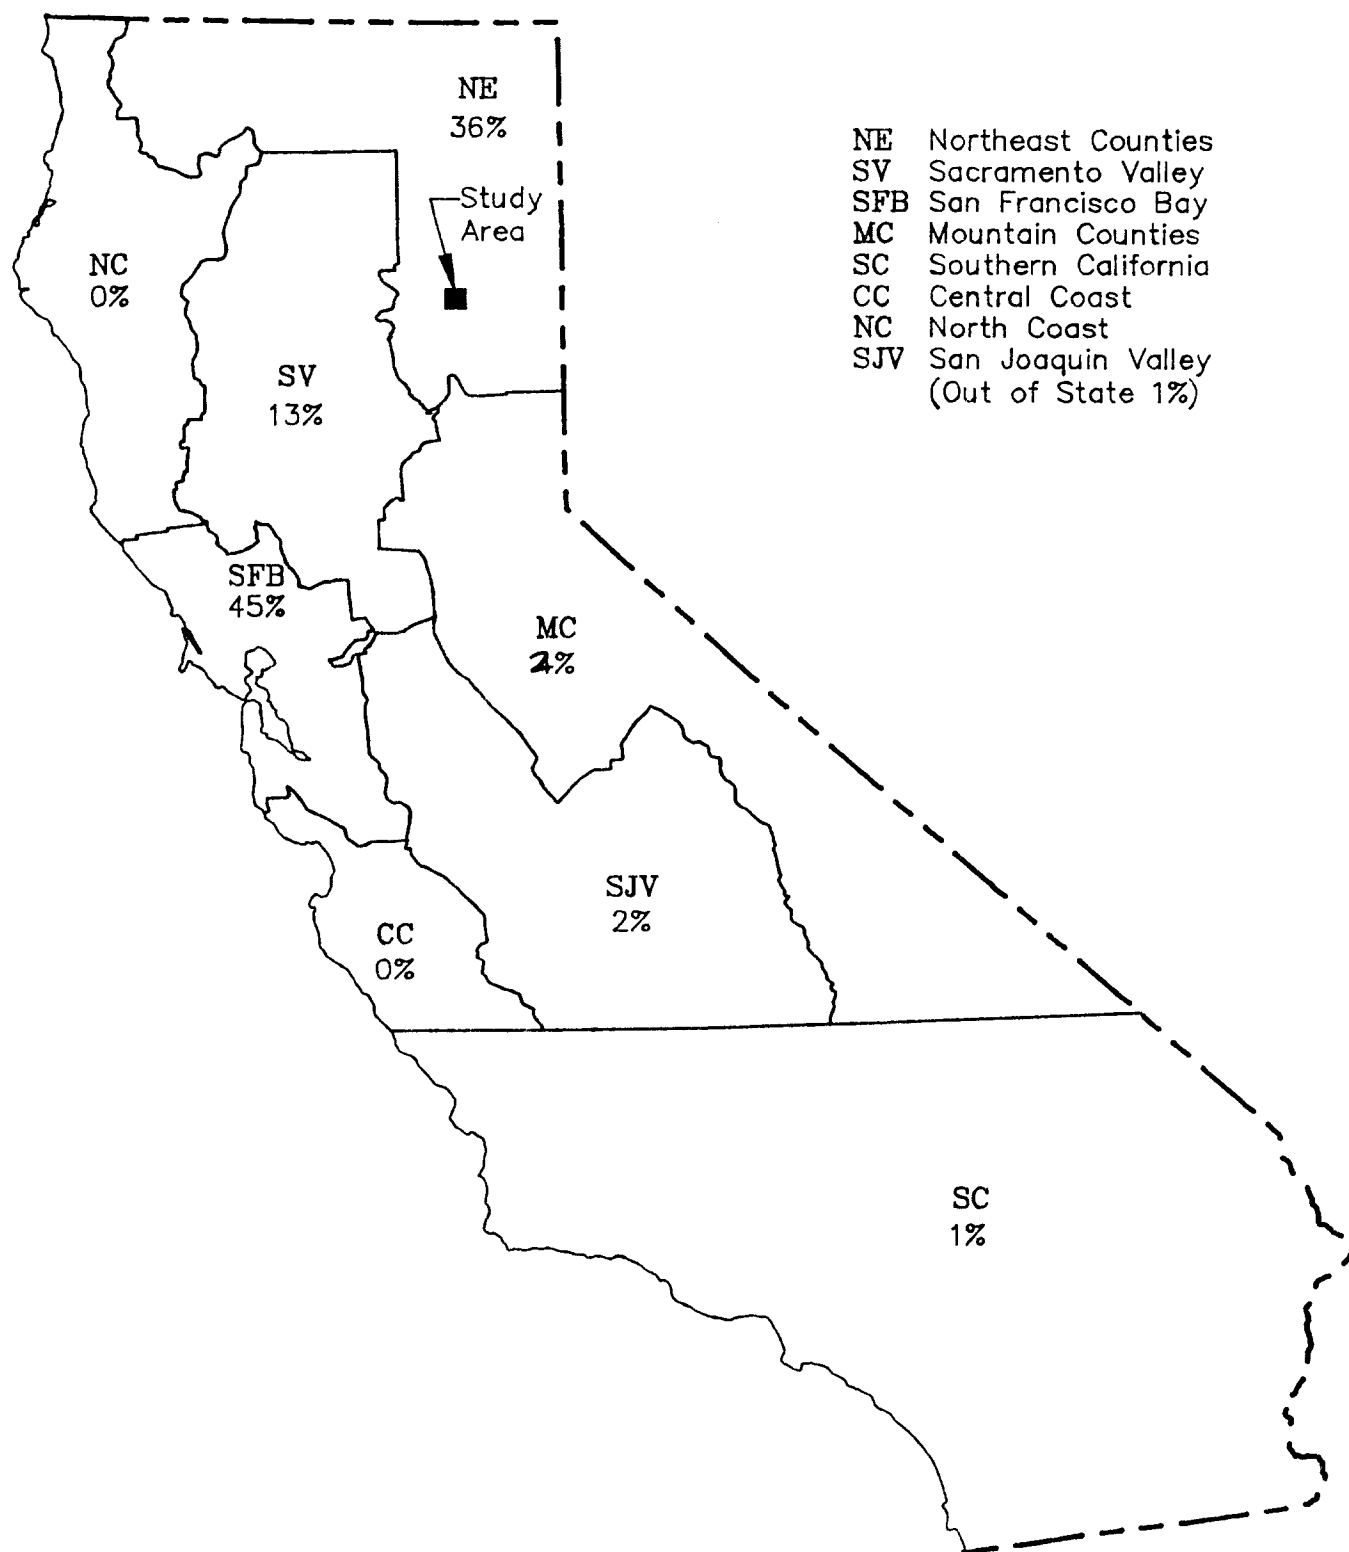 NE
36%
Study
Area
NC
0%
SV
13%
SFB
45%
MC
2%
SJV
2%
CC
0%
SC
1%
NE Northeast Counties
SV Sacramento Valley
SFB San Francisco Bay
MC Mountain Counties
SC Southern California
CC Central Coast
NC North Coast
SJV San Joaquin Valley
(Out of State 1%)